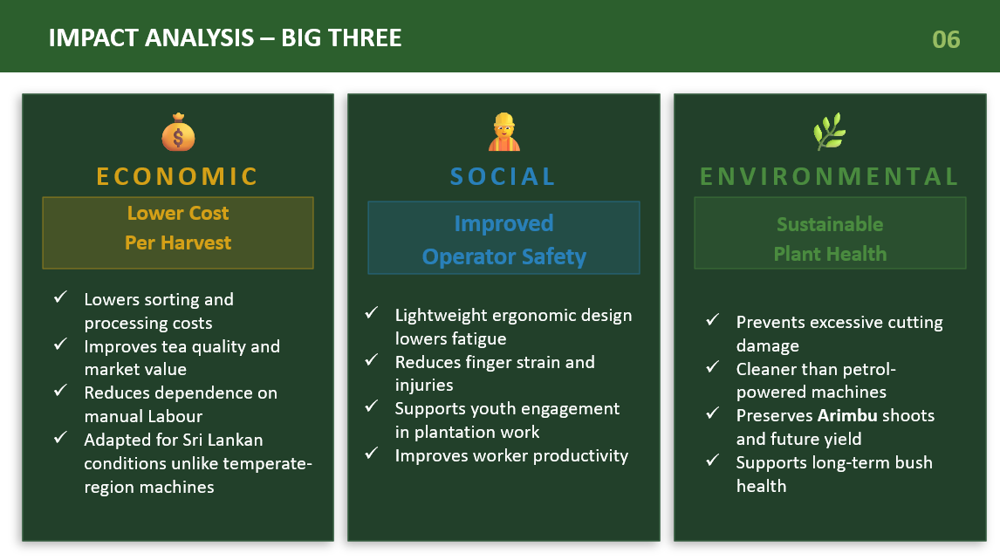 IMPACT ANALYSIS – BIG THREE
06
ECONOMIC
Lower Cost
Per Harvest
✓ Lowers sorting and
processing costs
✓ Improves tea quality and
market value
✓ Reduces dependence on
manual Labour
✓ Adapted for Sri Lankan
conditions unlike temperate-
region machines
SOCIAL
Improved
Operator Safety
✓ Lightweight ergonomic design
lowers fatigue
✓ Reduces finger strain and
injuries
✓ Supports youth engagement
in plantation work
✓ Improves worker productivity
ENVIRONMENTAL
Sustainable
Plant Health
✓ Prevents excessive cutting
damage
✓ Cleaner than petrol-
powered machines
✓ Preserves Arimbu shoots
and future yield
✓ Supports long-term bush
health